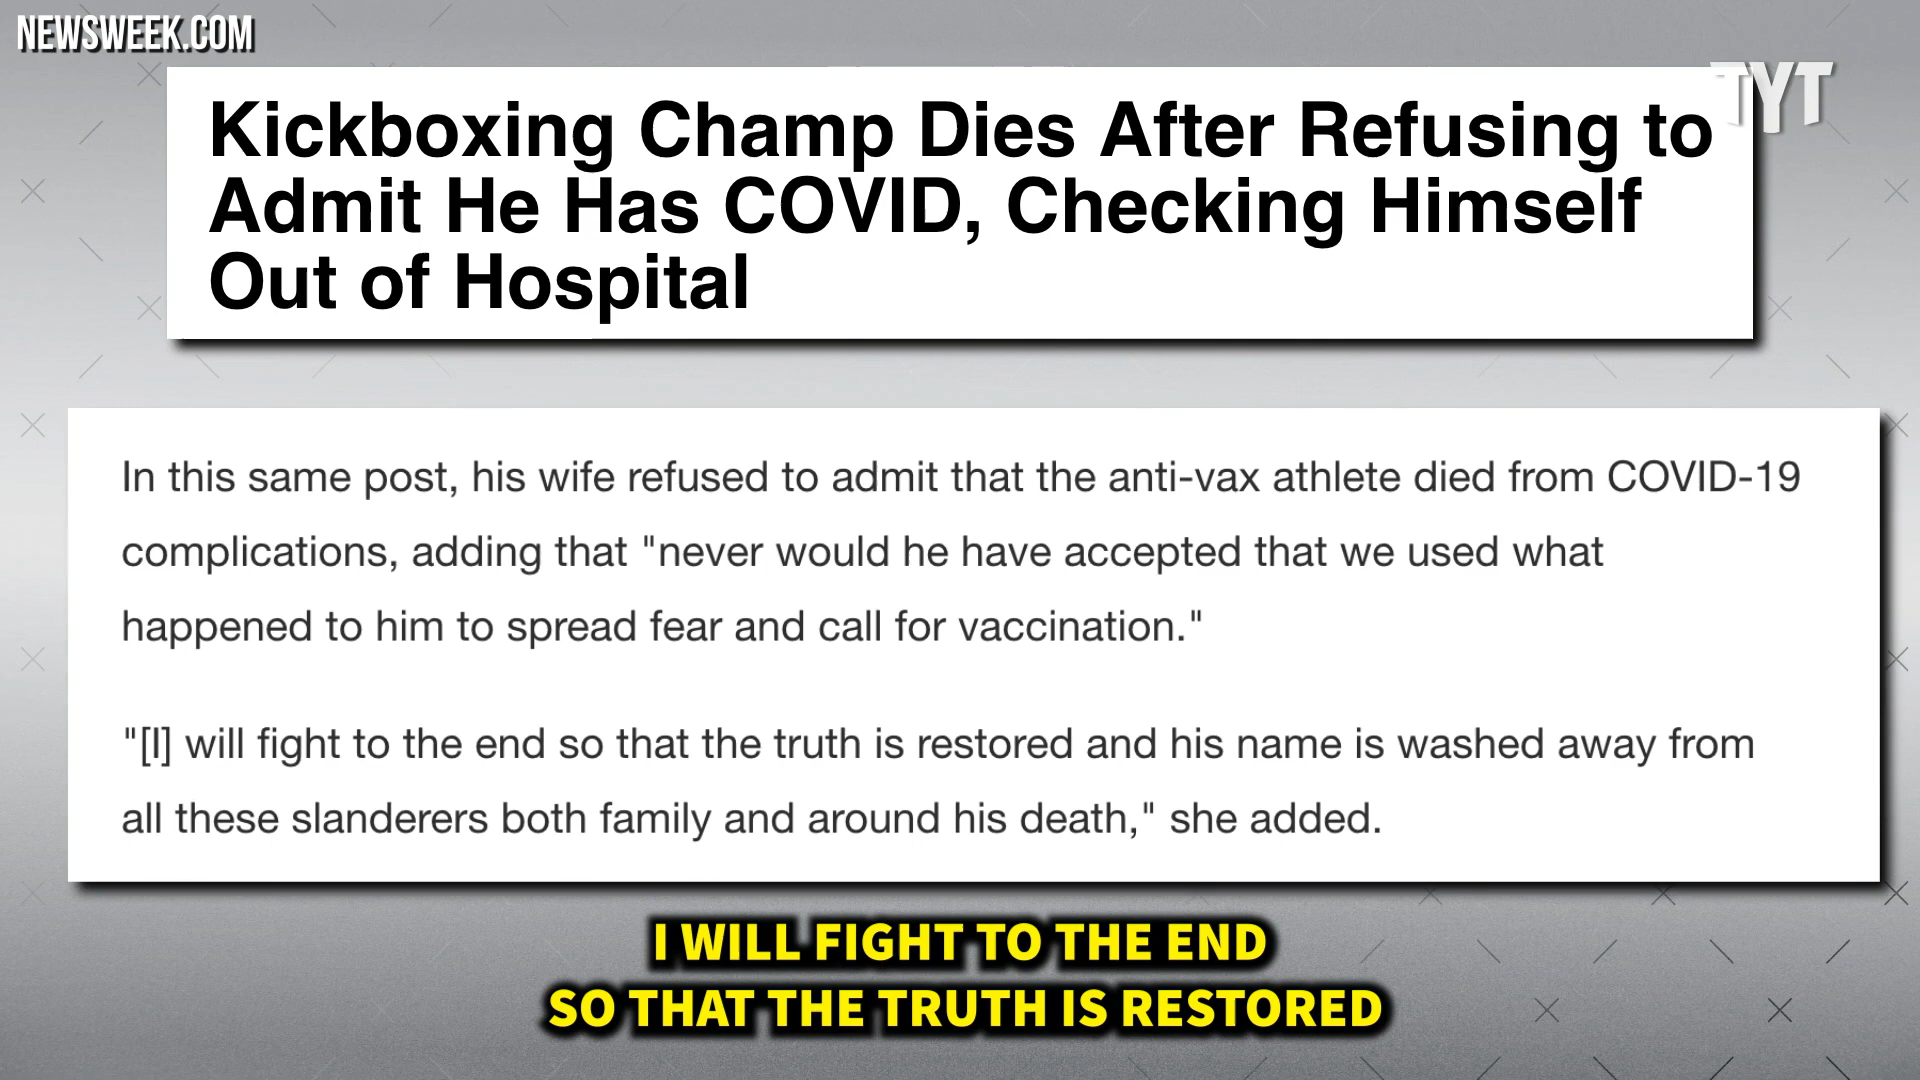 NEWSWEEK.COM
TYT
Kickboxing Champ Dies After Refusing to
Admit He Has COVID, Checking Himself
Out of Hospital
In this same post, his wife refused to admit that the anti-vax athlete died from COVID-19
complications, adding that "never would he have accepted that we used what
happened to him to spread fear and call for vaccination."
"[I] will fight to the end so that the truth is restored and his name is washed away from
all these slanderers both family and around his death," she added.
I WILL FIGHT TO THE END
SO THAT THE TRUTH IS RESTORED